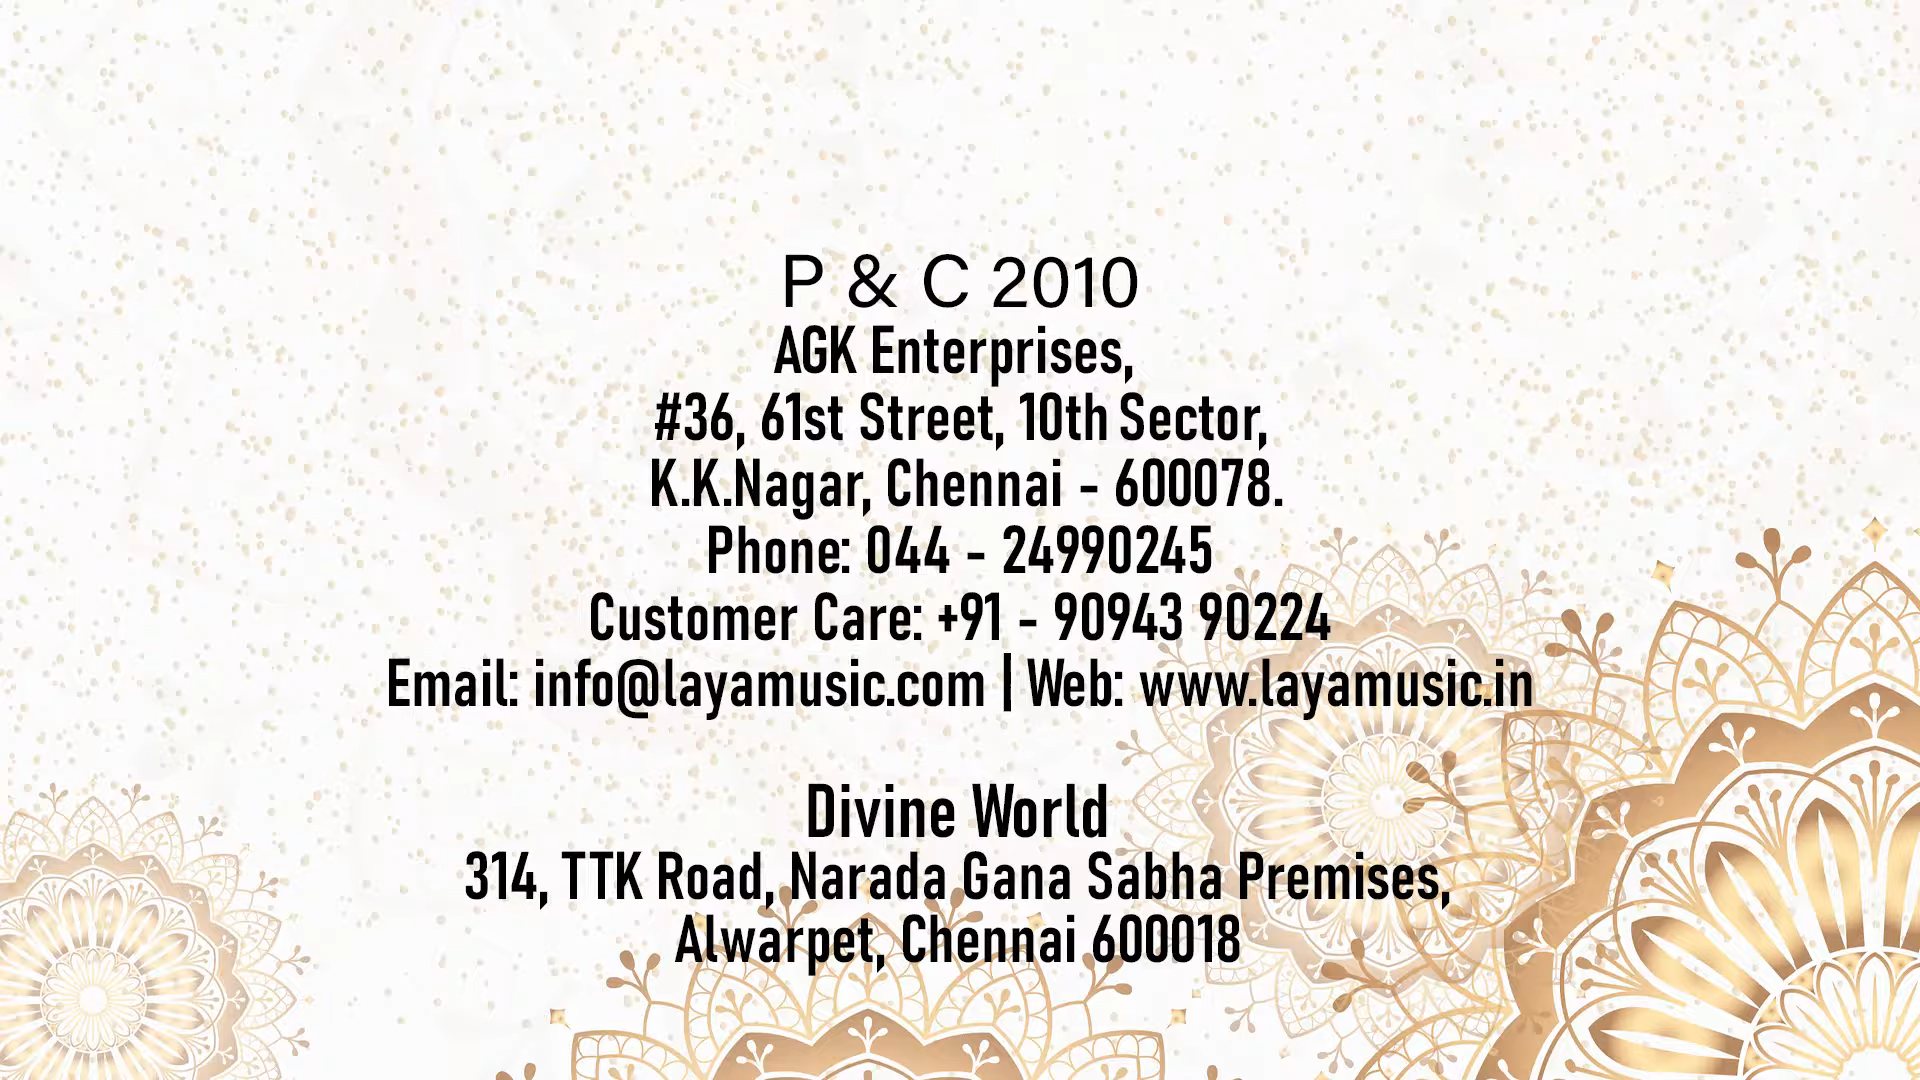 P & C 2010
AGK Enterprises,
#36, 61st Street, 10th Sector,
K.K.Nagar, Chennai - 600078.
Phone: 044 - 24990245
Customer Care: +91 - 90943 90224
Email: info@layamusic.com | Web: www.layamusic.in
Divine World
314, TTK Road, Narada Gana Sabha Premises,
Alwarpet, Chennai 600018